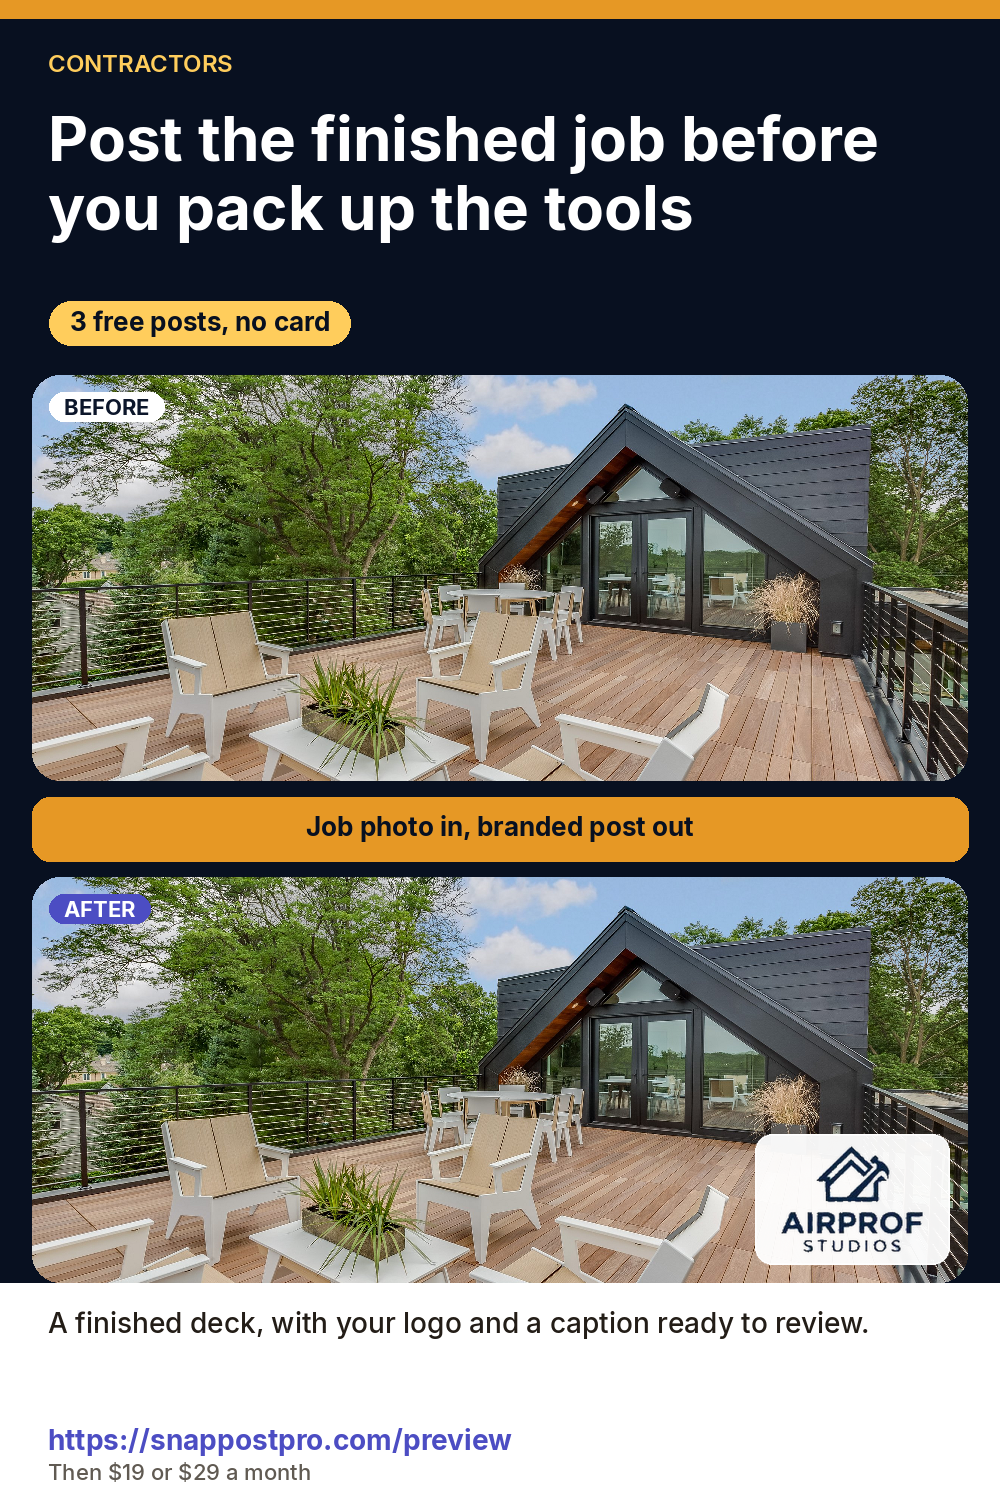 CONTRACTORS
Post the finished job before
you pack up the tools
3 free posts, no card
BEFORE
Job photo in, branded post out
AFTER
AIRPROF
STUDIOS
A finished deck, with your logo and a caption ready to review.
https://snappostpro.com/preview
Then $19 or $29 a month